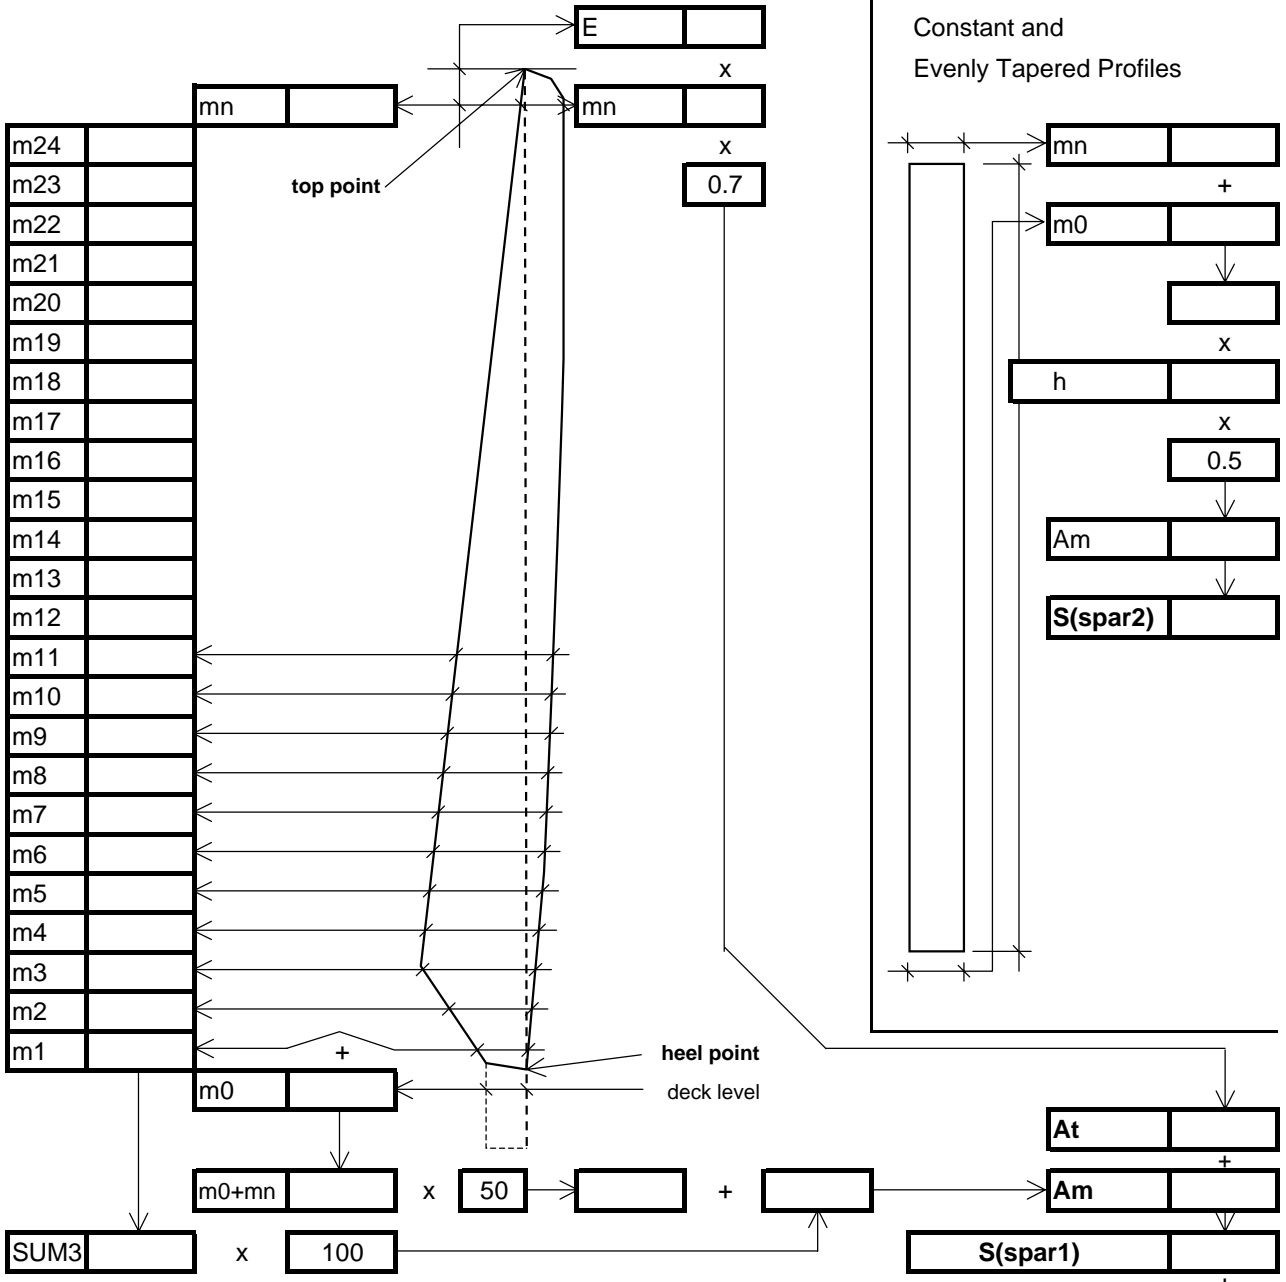 E
x
mn
mn
x
0.7
m24
m23
m22
m21
m20
m19
m18
m17
m16
m15
m14
m13
m12
m11
m10
m9
m8
m7
m6
m5
m4
m3
m2
m1
top point
+
heel point
m0
deck level
m0+mn x 50 +
SUM3 x 100
Constant and
Evenly Tapered Profiles
mn
+
m0
x
h
x
0.5
Am
S(spar2)
At
+
Am
S(spar1)
+